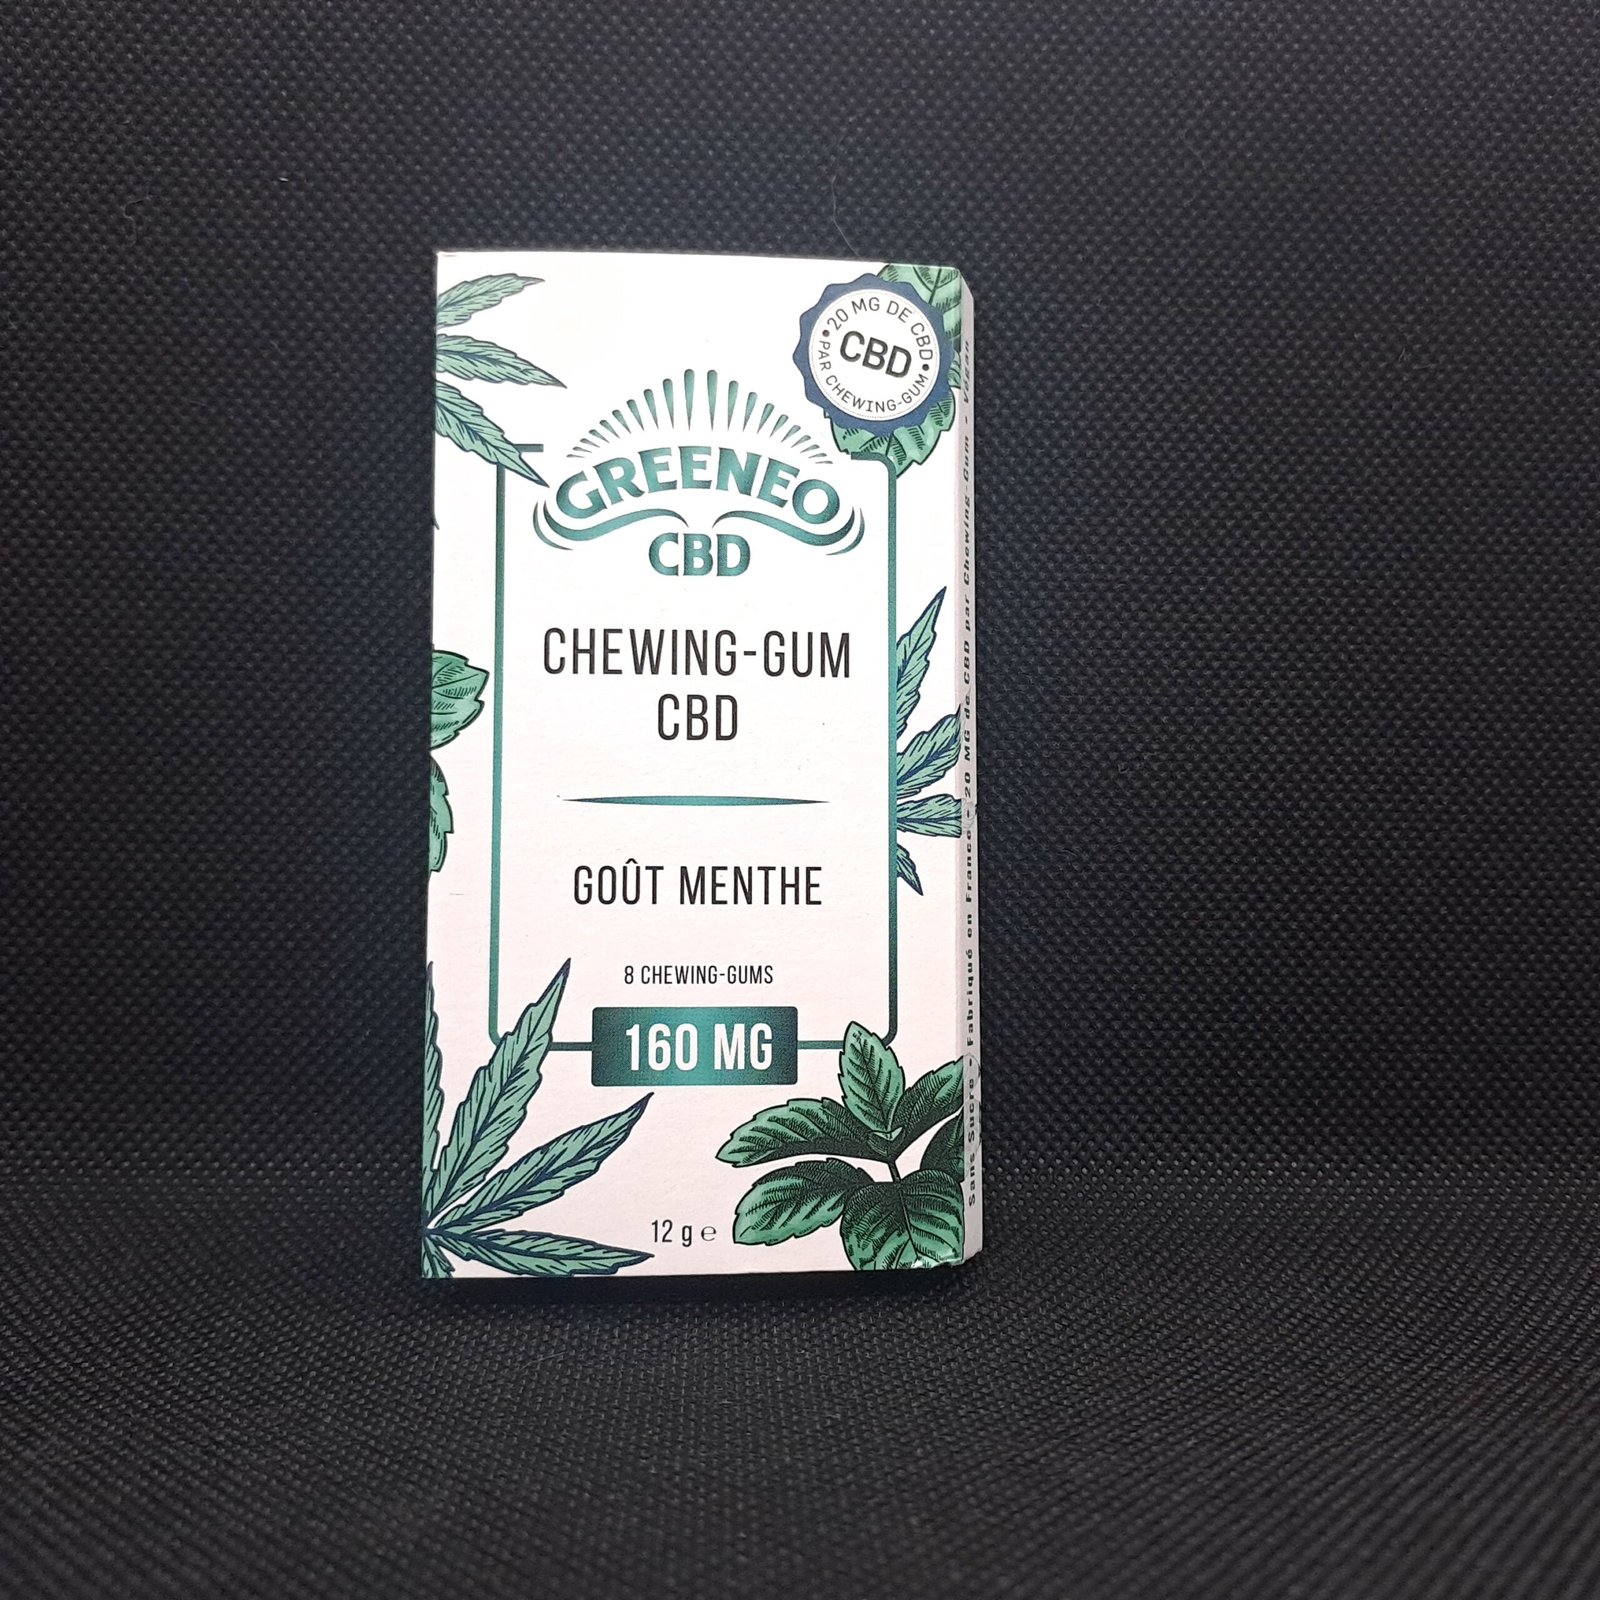 20 MG DE CBD
CBD
PAR CHEWING-GUM
GREENEO
CBD
CHEWING-GUM
CBD
GOÛT MENTHE
8 CHEWING-GUMS
160 MG
12 g ℮
Sans Sucre • Fabriqué en France • 20 MG de CBD par Chewing-Gum • Vegan